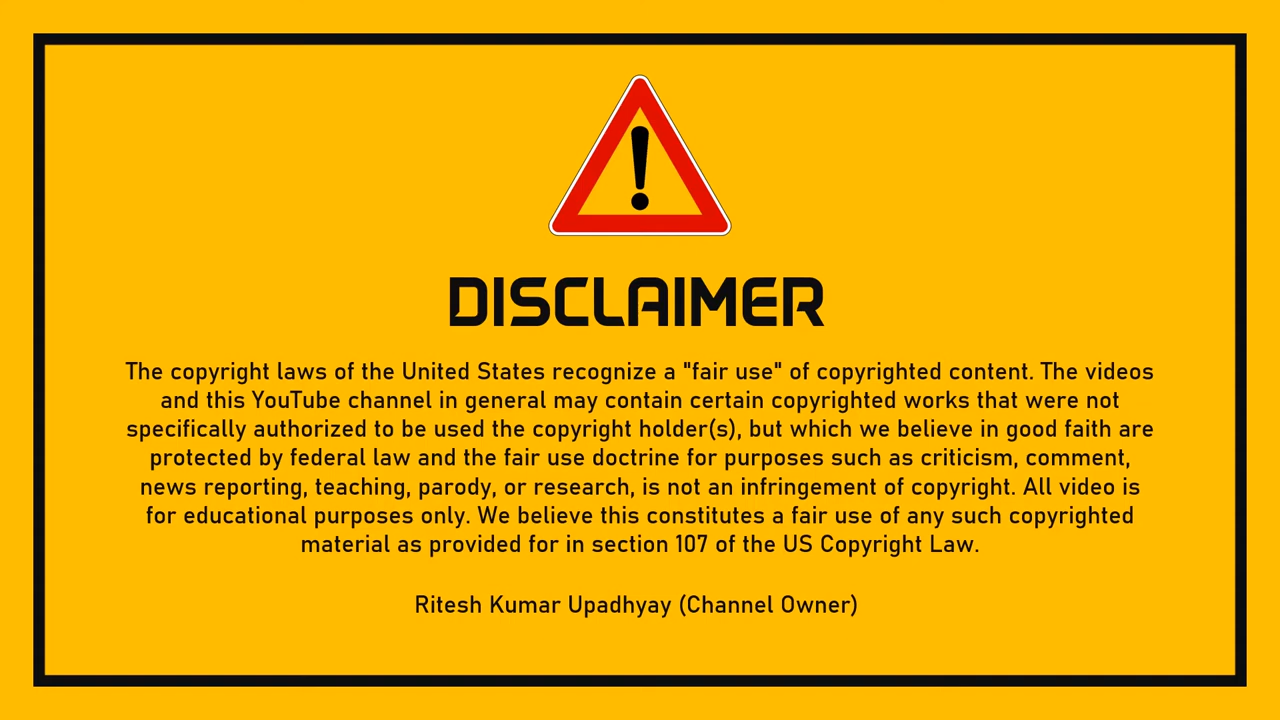 DISCLAIMER
The copyright laws of the United States recognize a "fair use" of copyrighted content. The videos
and this YouTube channel in general may contain certain copyrighted works that were not
specifically authorized to be used the copyright holder(s), but which we believe in good faith are
protected by federal law and the fair use doctrine for purposes such as criticism, comment,
news reporting, teaching, parody, or research, is not an infringement of copyright. All video is
for educational purposes only. We believe this constitutes a fair use of any such copyrighted
material as provided for in section 107 of the US Copyright Law.
Ritesh Kumar Upadhyay (Channel Owner)